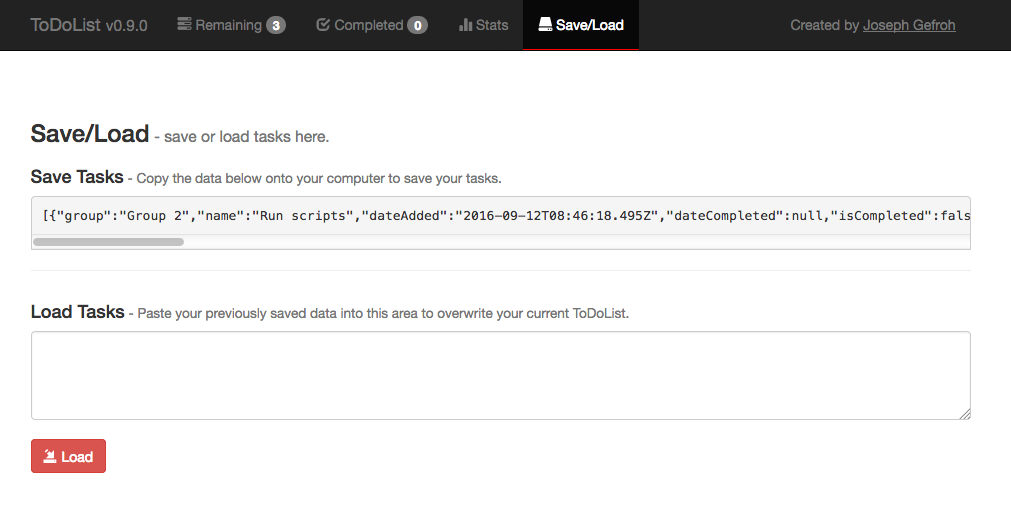 ToDoList v0.9.0 Remaining 3 Completed 0 Stats Save/Load Created by Joseph Gefroh
Save/Load - save or load tasks here.
Save Tasks - Copy the data below onto your computer to save your tasks.
[{"group":"Group 2","name":"Run scripts","dateAdded":"2016-09-12T08:46:18.495Z","dateCompleted":null,"isCompleted":fals
Load Tasks - Paste your previously saved data into this area to overwrite your current ToDoList.
Load